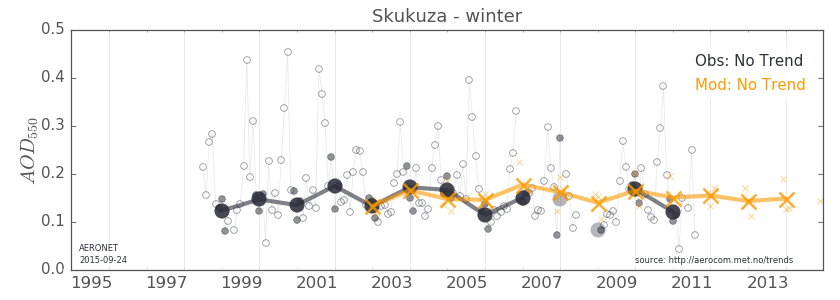 Skukuza - winter
0.5
0.4
0.3
0.2
0.1
0.0
AOD550
Obs: No Trend
Mod: No Trend
AERONET
2015-09-24
source: http://aerocom.met.no/trends
1995 1997 1999 2001 2003 2005 2007 2009 2011 2013